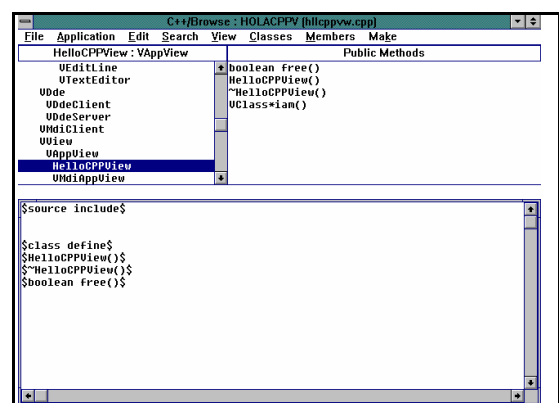 C++/Browse : HOLACPPV (hllcppvw.cpp)
File Application Edit Search View Classes Members Make
HelloCPPView : VAppView
Public Methods
VEditLine
VTextEditor
VDde
VDdeClient
VDdeServer
VMdiClient
VView
VAppView
HelloCPPView
VMdiAppView
boolean free()
HelloCPPView()
~HelloCPPView()
VClass*iam()
$source include$
$class define$
$HelloCPPView()$
$~HelloCPPView()$
$boolean free()$